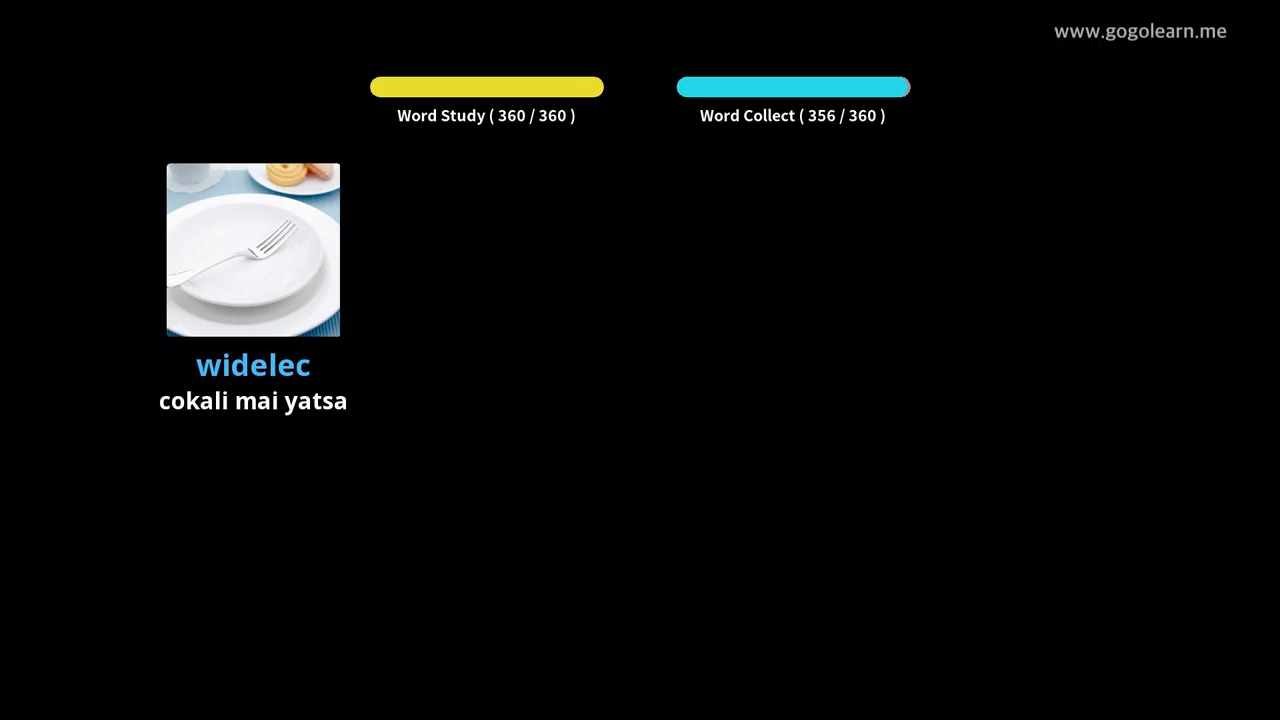 www.gogolearn.me
Word Study ( 360 / 360 )
Word Collect ( 356 / 360 )
widelec
cokali mai yatsa